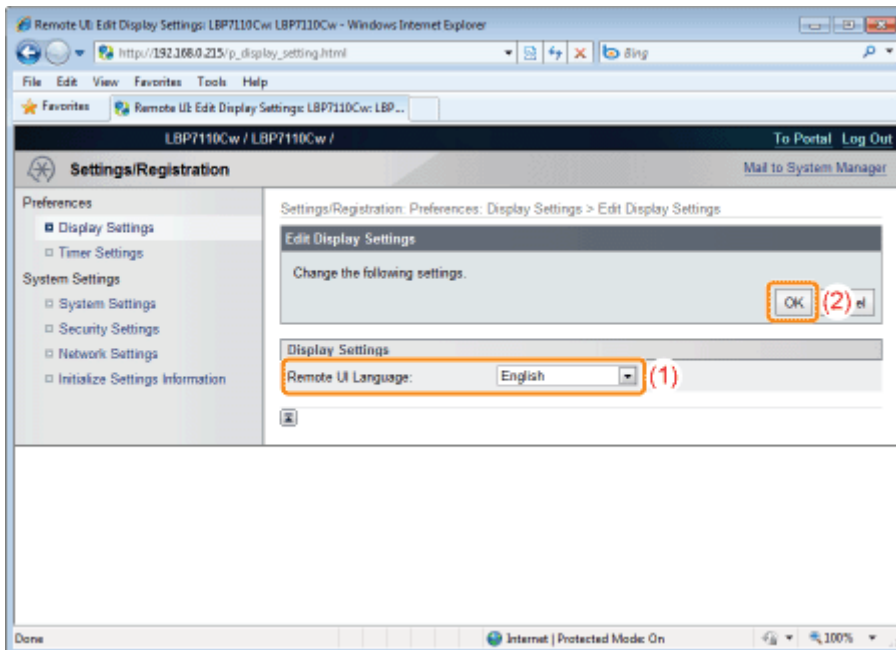 Remote UI: Edit Display Settings: LBP7110Cw: LBP7110Cw - Windows Internet Explorer
http://192.168.0.215/p_display_setting.html
Bing
File Edit View Favorites Tools Help
Favorites Remote UI: Edit Display Settings: LBP7110Cw: LBP...
LBP7110Cw / LBP7110Cw /
To Portal Log Out
Settings/Registration
Mail to System Manager
Preferences
Display Settings
Timer Settings
System Settings
System Settings
Security Settings
Network Settings
Initialize Settings Information
Settings/Registration: Preferences: Display Settings > Edit Display Settings
Edit Display Settings
Change the following settings.
OK (2) el
Display Settings
Remote UI Language: English (1)
Done
Internet | Protected Mode: On
100%